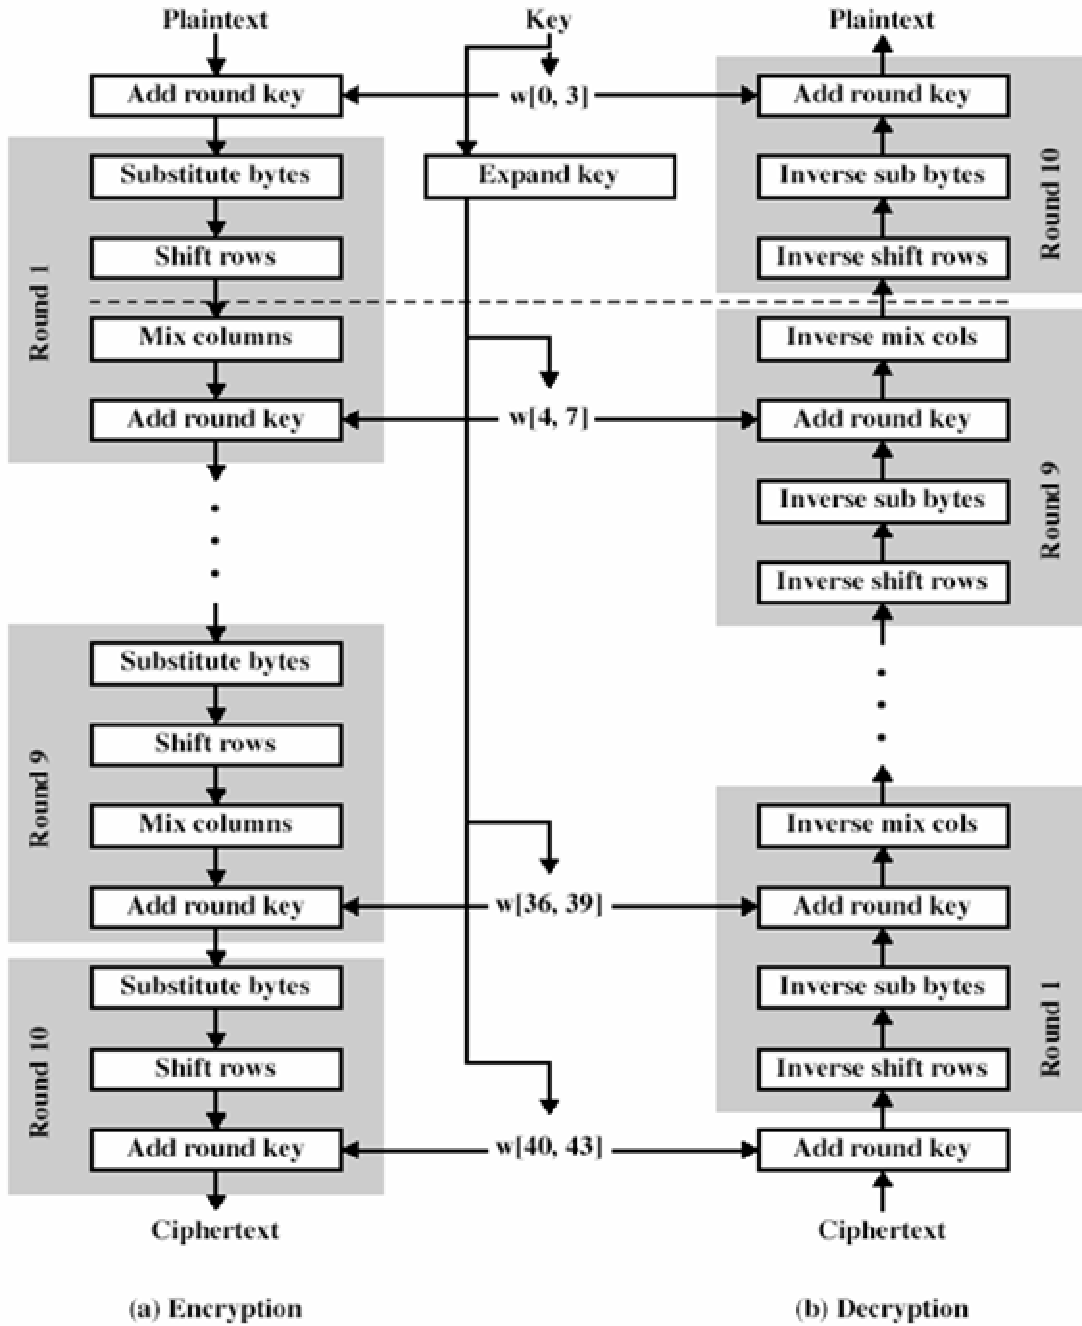 Plaintext
Key
Plaintext
Add round key
w[0, 3]
Add round key
Substitute bytes
Expand key
Inverse sub bytes
Shift rows
Inverse shift rows
Round 1
Round 10
Mix columns
Inverse mix cols
Add round key
w[4, 7]
Add round key
Inverse sub bytes
Round 9
Inverse shift rows
Substitute bytes
Shift rows
Round 9
Mix columns
Inverse mix cols
Add round key
w[36, 39]
Add round key
Substitute bytes
Inverse sub bytes
Round 10
Shift rows
Inverse shift rows
Round 1
Add round key
w[40, 43]
Add round key
Ciphertext
Ciphertext
(a) Encryption
(b) Decryption